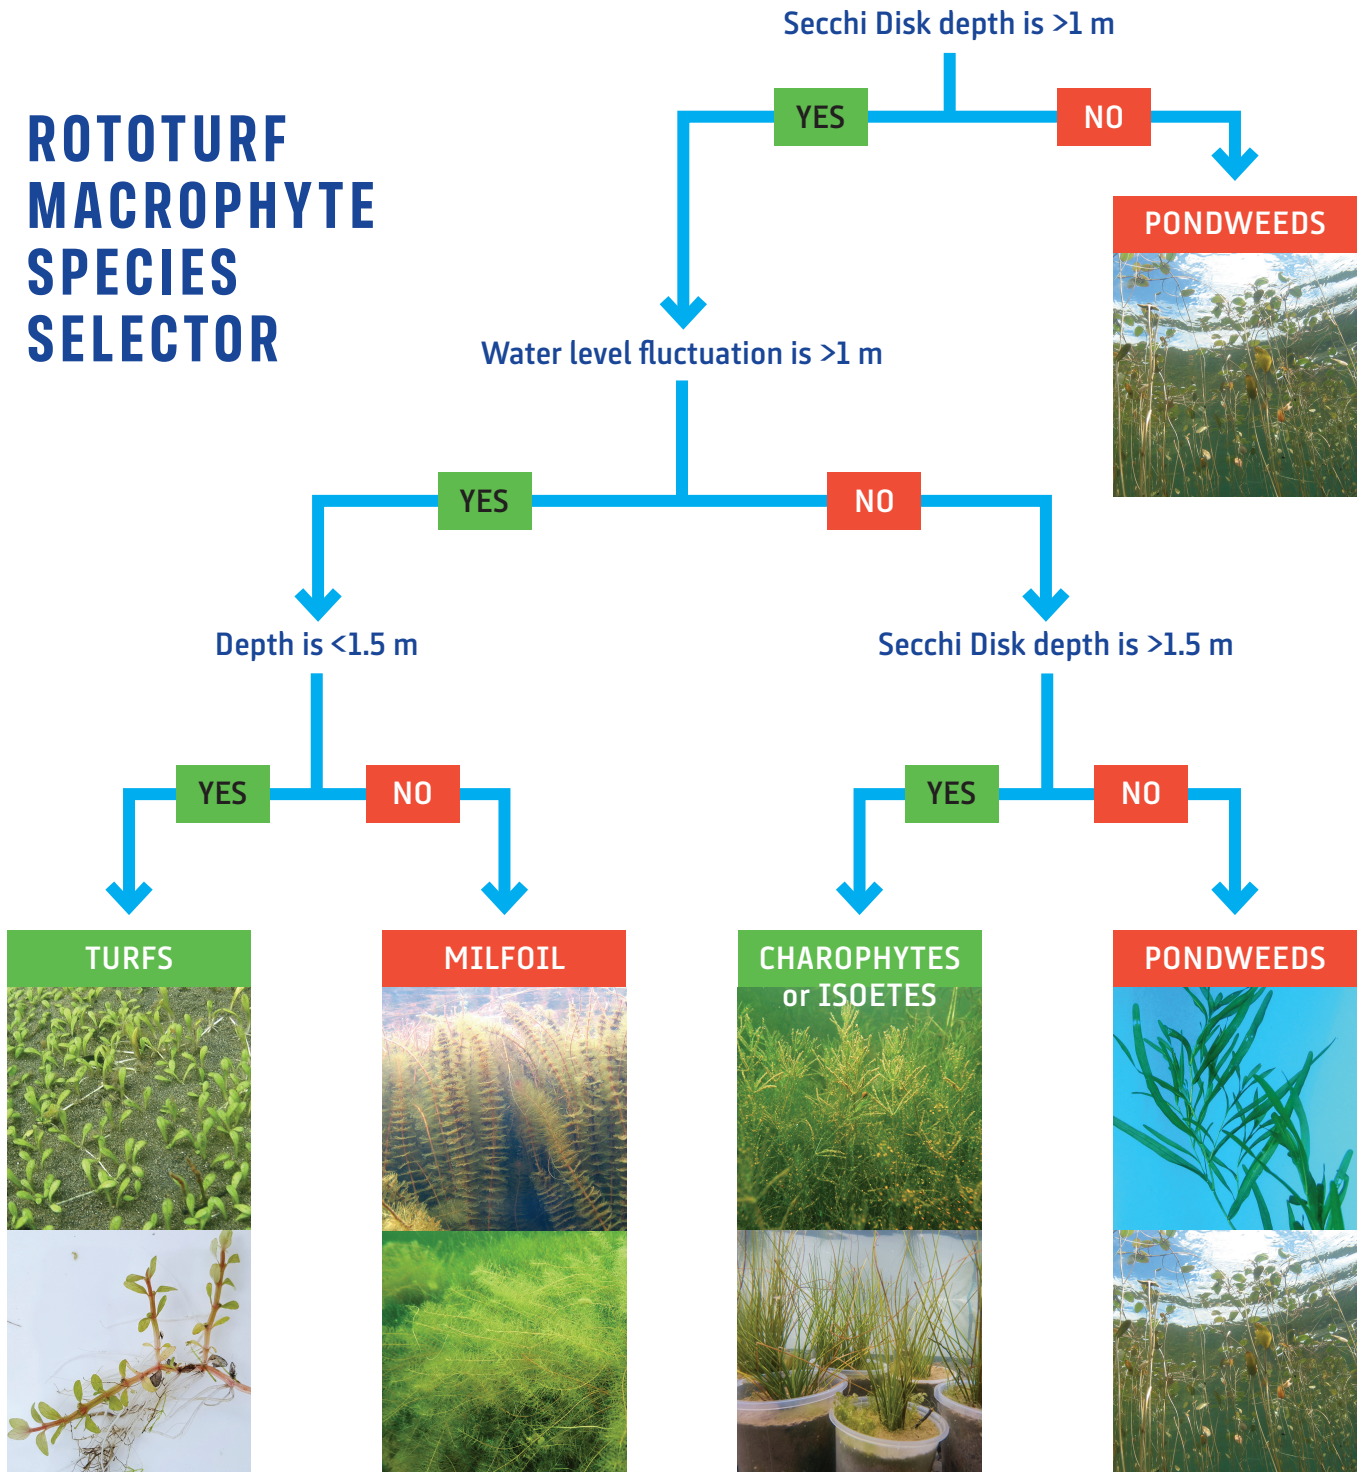 Secchi Disk depth is >1 m
YES
NO
ROTOTURF
MACROPHYTE
SPECIES
SELECTOR
PONDWEEDS
Water level fluctuation is >1 m
YES
NO
Depth is <1.5 m
Secchi Disk depth is >1.5 m
YES
NO
YES
NO
TURFS
MILFOIL
CHAROPHYTES
or ISOETES
PONDWEEDS